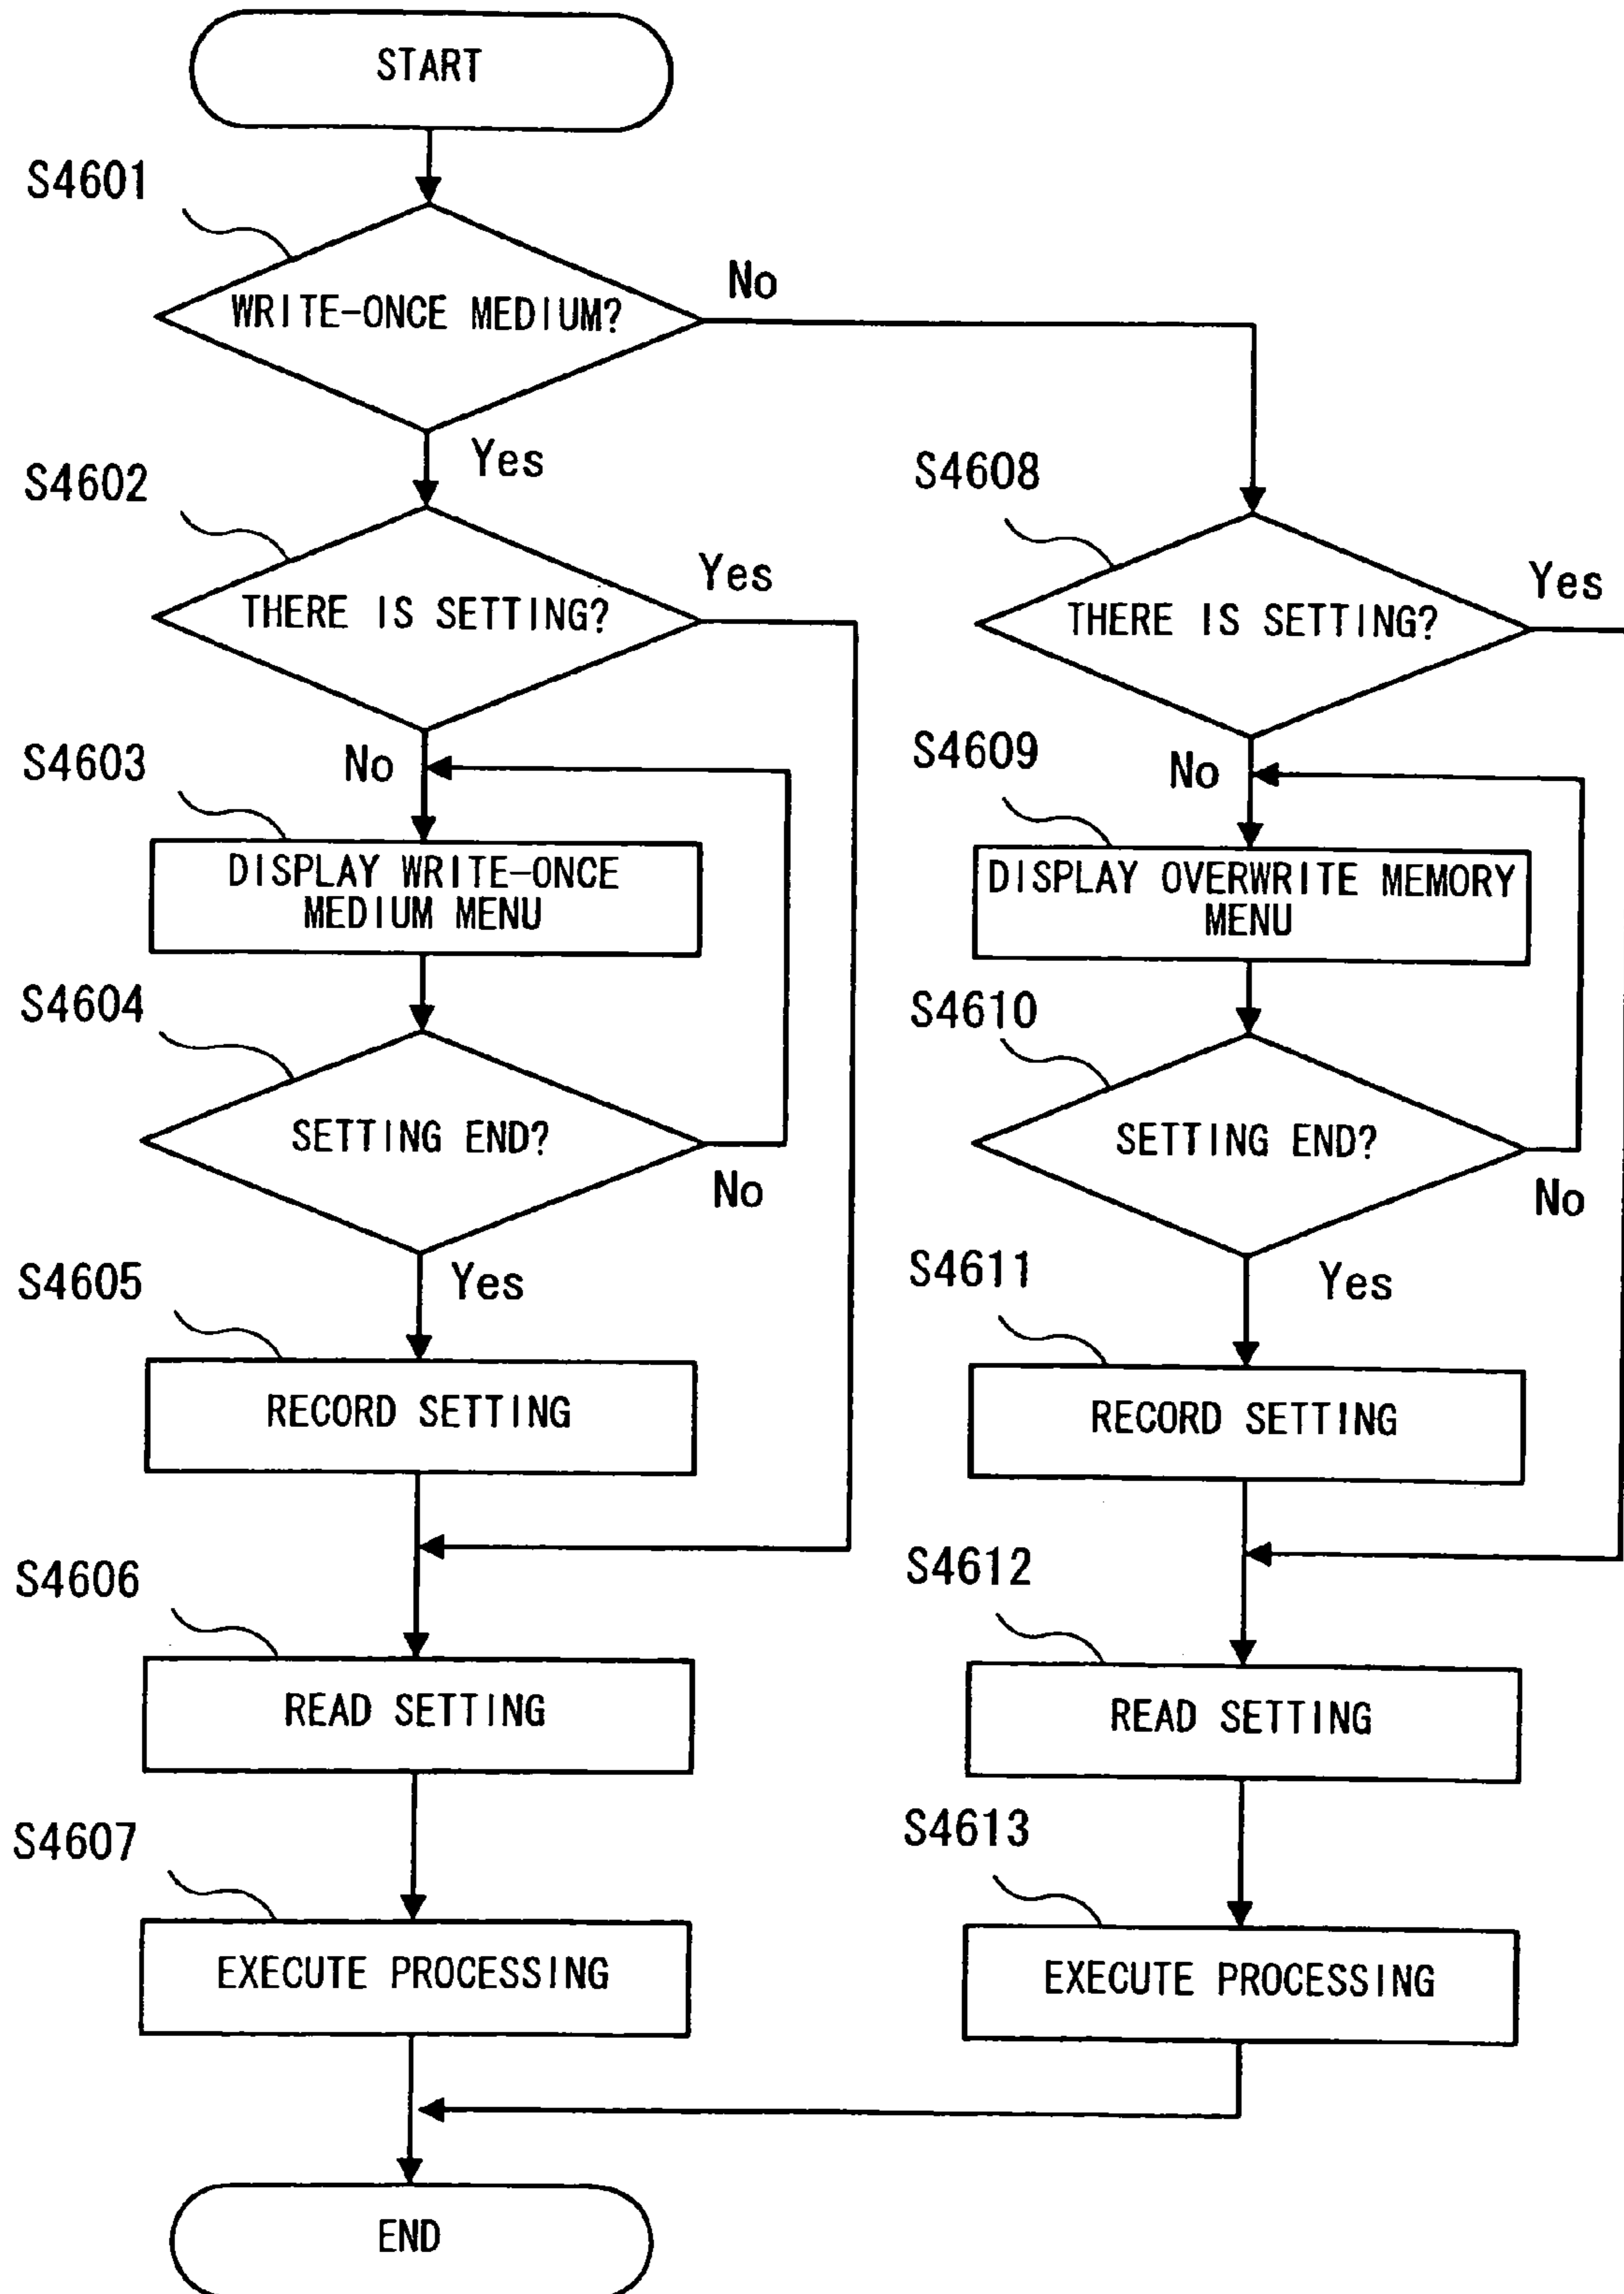 START
S4601
WRITE-ONCE MEDIUM?
No
Yes
S4602
THERE IS SETTING?
Yes
No
S4603
DISPLAY WRITE-ONCE
MEDIUM MENU
S4604
SETTING END?
No
Yes
S4605
RECORD SETTING
S4606
READ SETTING
S4607
EXECUTE PROCESSING
S4608
THERE IS SETTING?
Yes
No
S4609
DISPLAY OVERWRITE MEMORY
MENU
S4610
SETTING END?
No
Yes
S4611
RECORD SETTING
S4612
READ SETTING
S4613
EXECUTE PROCESSING
END